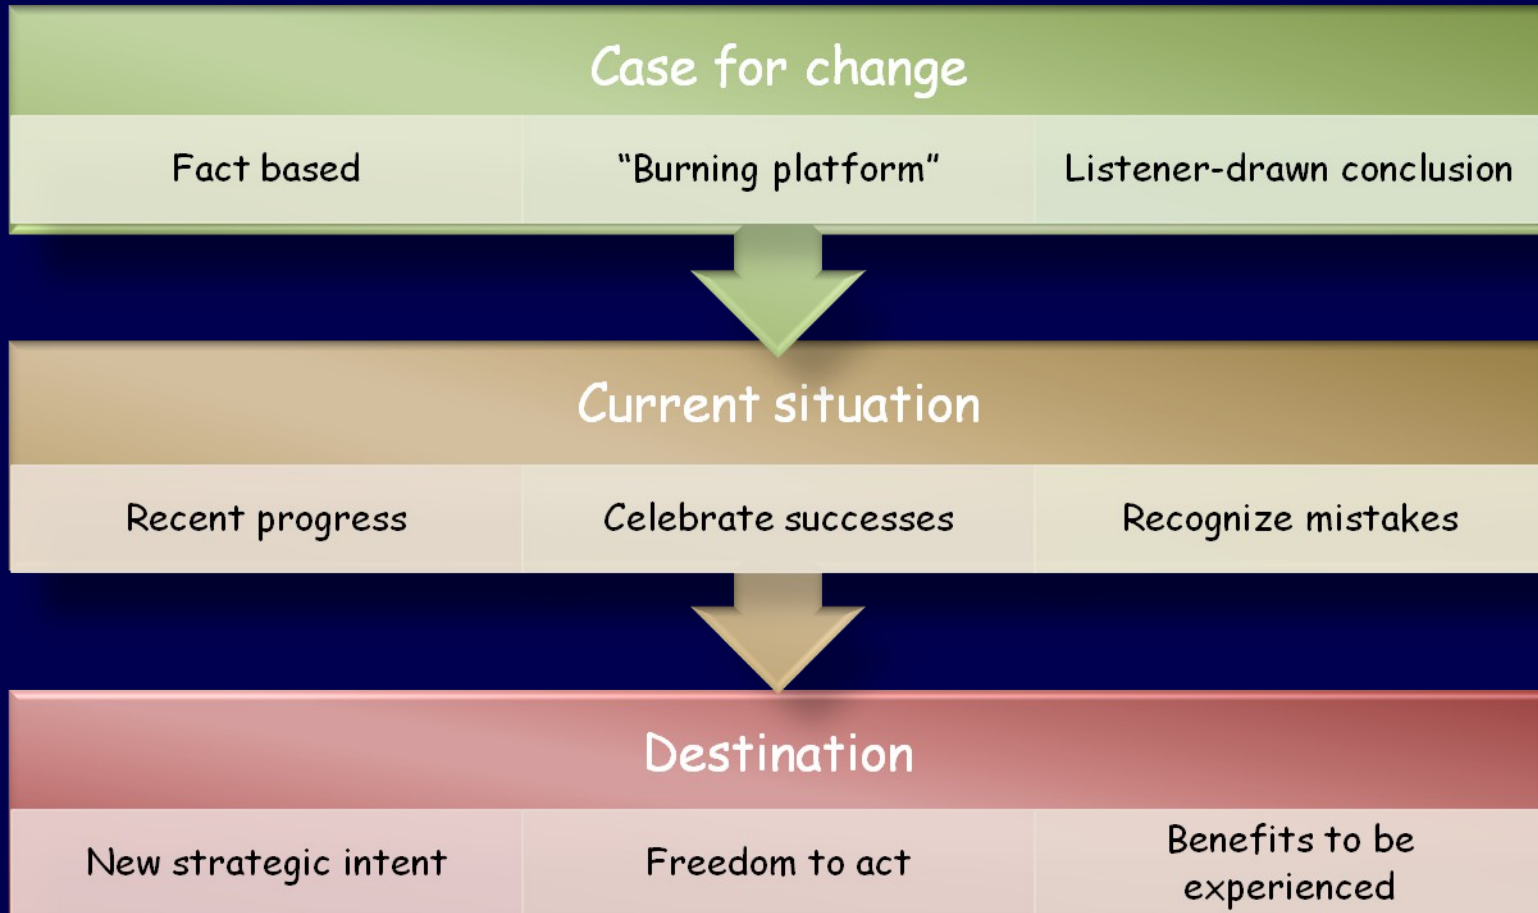 Case for change
Fact based
“Burning platform”
Listener-drawn conclusion
Current situation
Recent progress
Celebrate successes
Recognize mistakes
Destination
New strategic intent
Freedom to act
Benefits to be
experienced